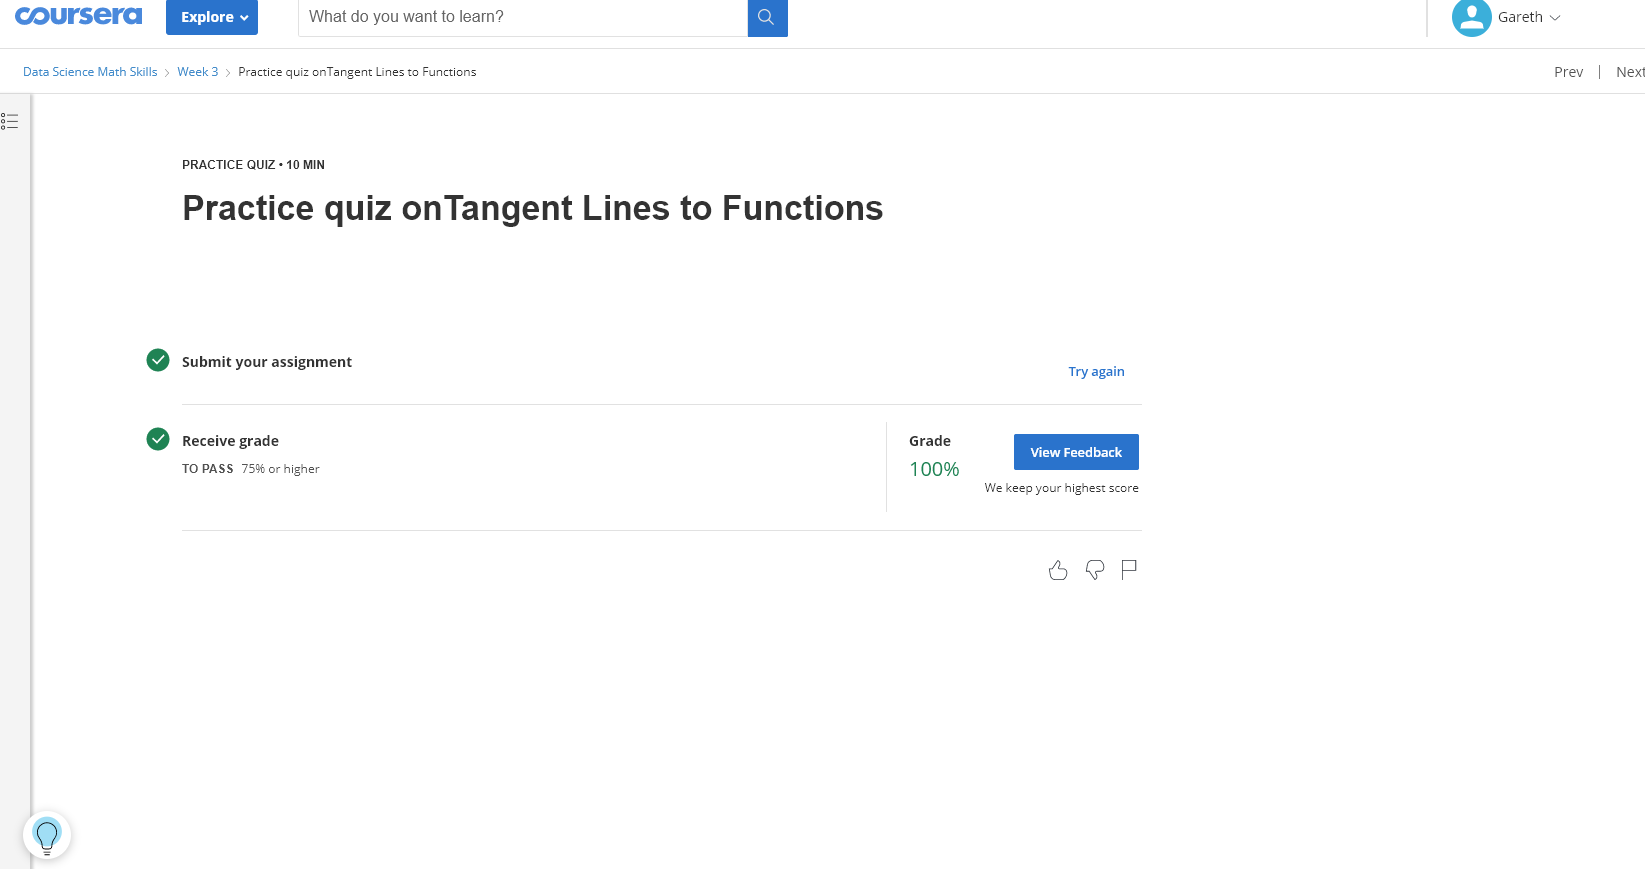 coursera
Explore
What do you want to learn?
Gareth
Data Science Math Skills
Week 3
Practice quiz onTangent Lines to Functions
Prev
Next
PRACTICE QUIZ • 10 MIN
Practice quiz onTangent Lines to Functions
Submit your assignment
Try again
Receive grade
TO PASS 75% or higher
Grade
100%
View Feedback
We keep your highest score